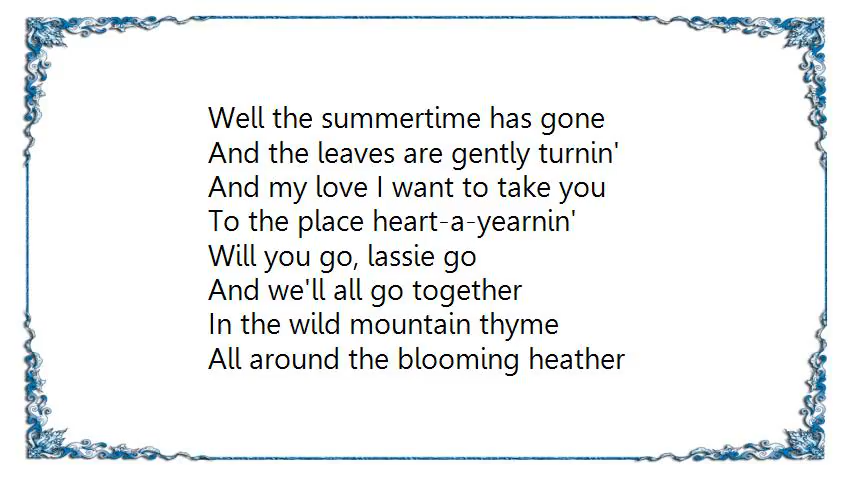 Well the summertime has gone
And the leaves are gently turnin'
And my love I want to take you
To the place heart-a-yearnin'
Will you go, lassie go
And we'll all go together
In the wild mountain thyme
All around the blooming heather